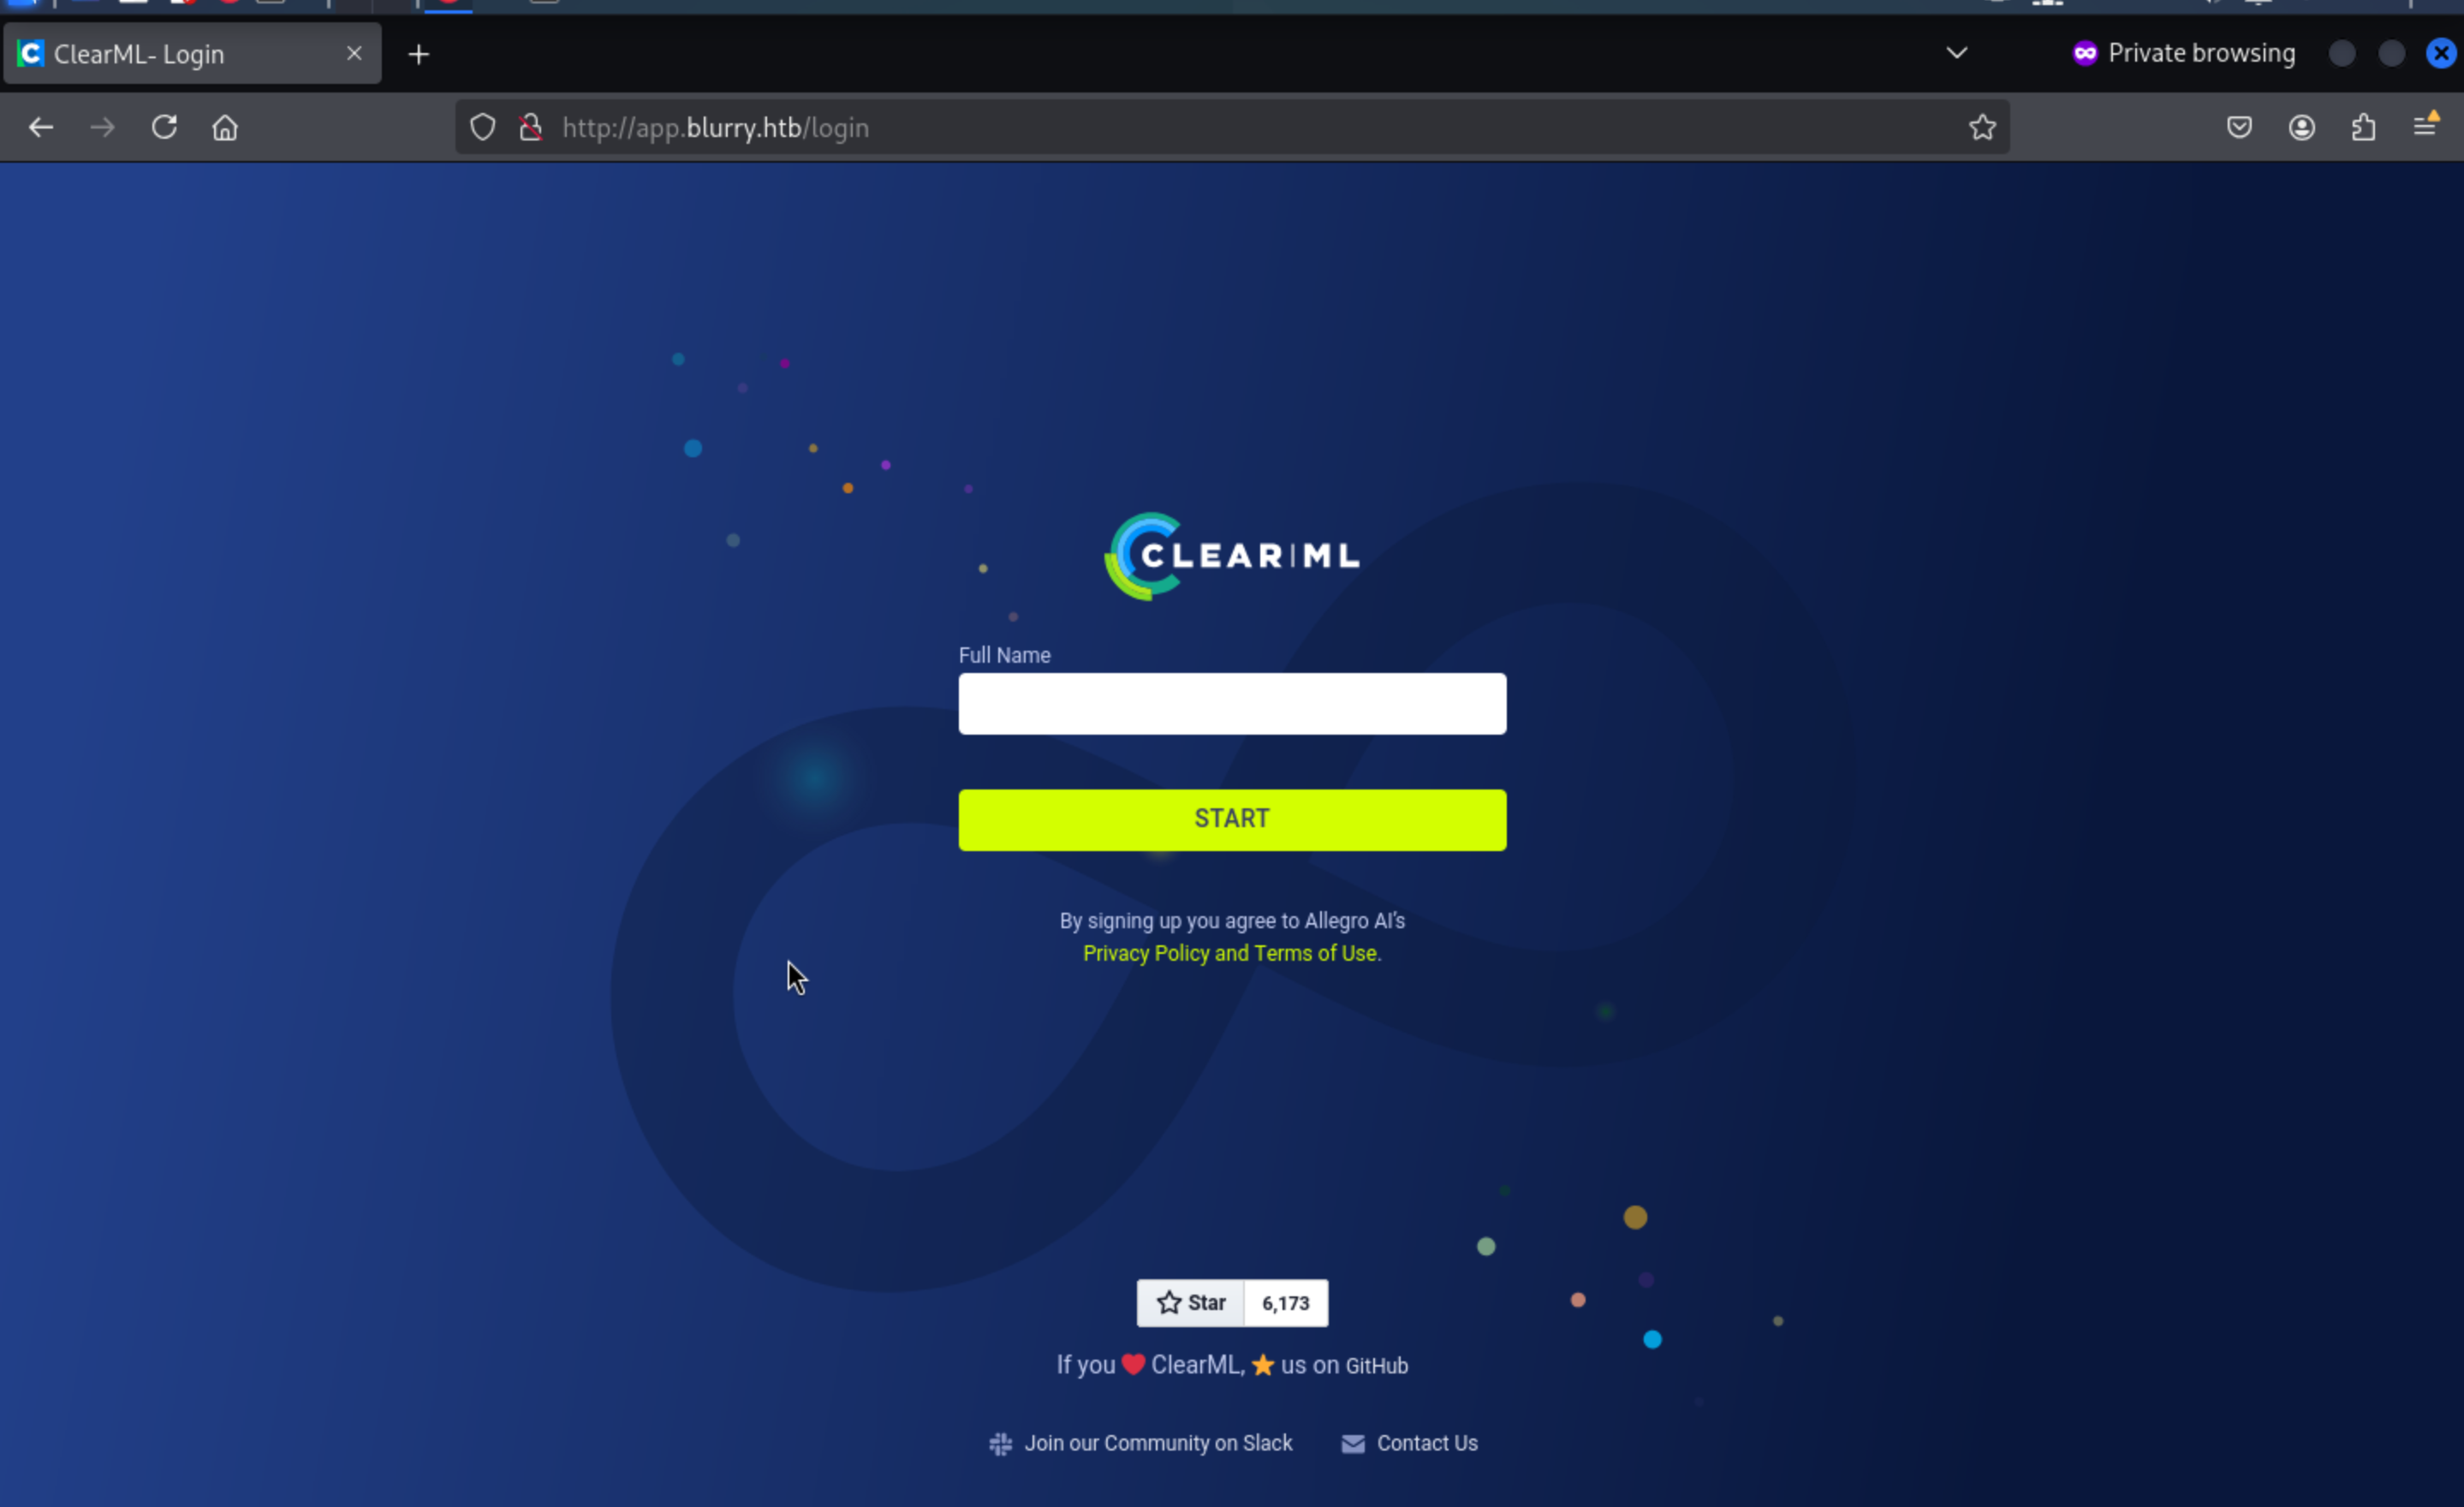 ClearML- Login
Private browsing
http://app.blurry.htb/login
CLEAR|ML
Full Name
START
By signing up you agree to Allegro AI's
Privacy Policy and Terms of Use.
Star 6,173
If you ❤️ ClearML, ⭐ us on GitHub
Join our Community on Slack Contact Us